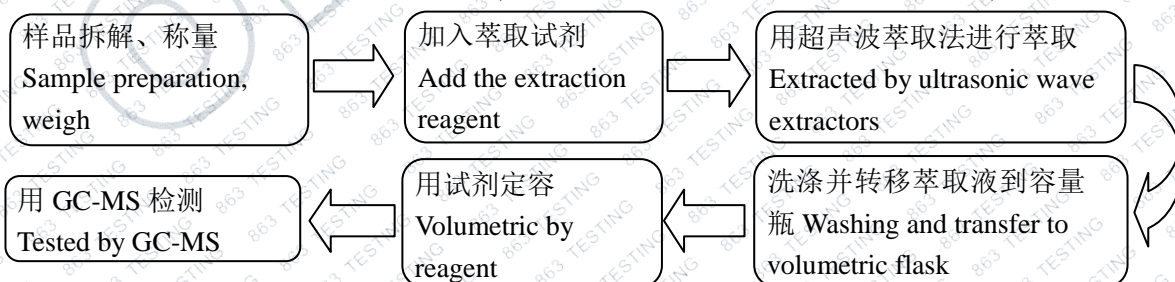 样品拆解、称量
Sample preparation,
weigh
加入萃取试剂
Add the extraction
reagent
用超声波萃取法进行萃取
Extracted by ultrasonic wave
extractors
洗涤并转移萃取液到容量
瓶 Washing and transfer to
volumetric flask
用试剂定容
Volumetric by
reagent
用 GC-MS 检测
Tested by GC-MS
863 TESTING